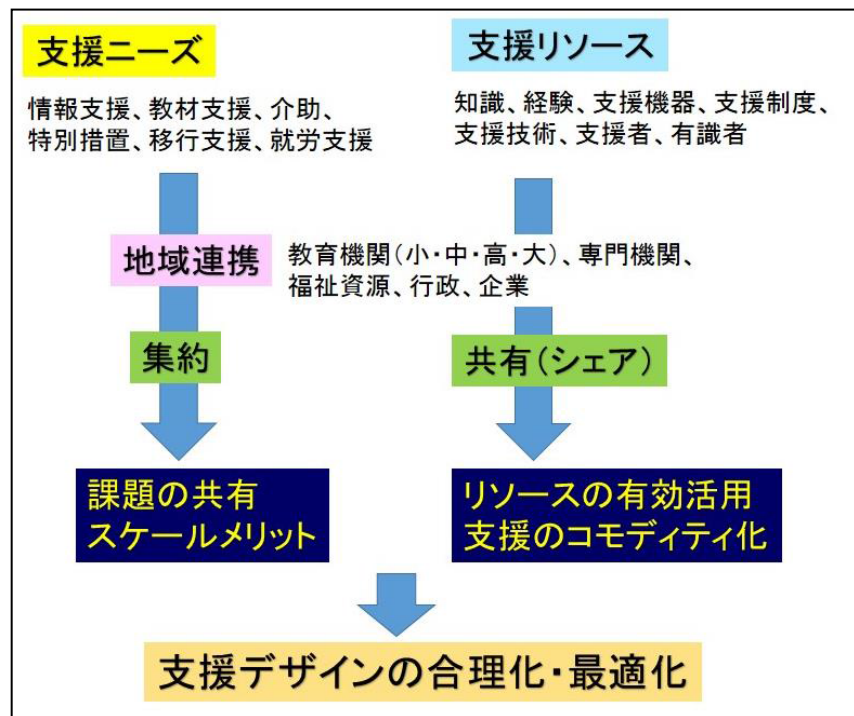 支援ニーズ
情報支援、教材支援、介助、
特別措置、移行支援、就労支援
支援リソース
知識、経験、支援機器、支援制度、
支援技術、支援者、有識者
地域連携
教育機関(小・中・高・大)、専門機関、
福祉資源、行政、企業
集約
共有(シェア)
課題の共有
スケールメリット
リソースの有効活用
支援のコモディティ化
支援デザインの合理化・最適化